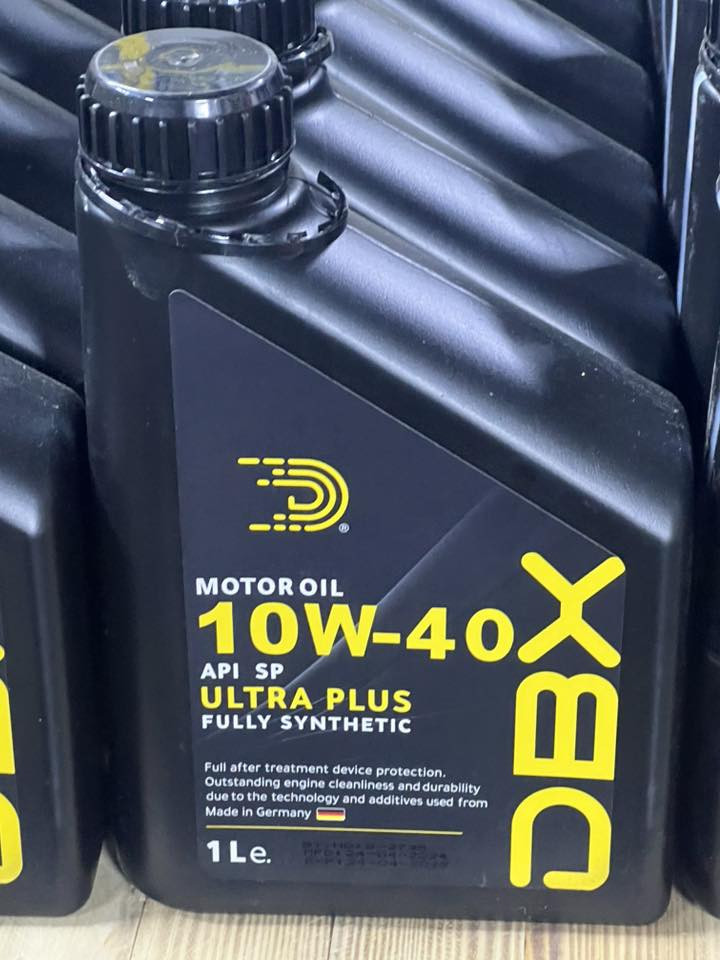 ®
MOTOR OIL
10W-40
API SP
ULTRA PLUS
FULLY SYNTHETIC
Full after treatment device protection.
Outstanding engine cleanliness and durability
due to the technology and additives used from
Made in Germany
1 L e.
DBX